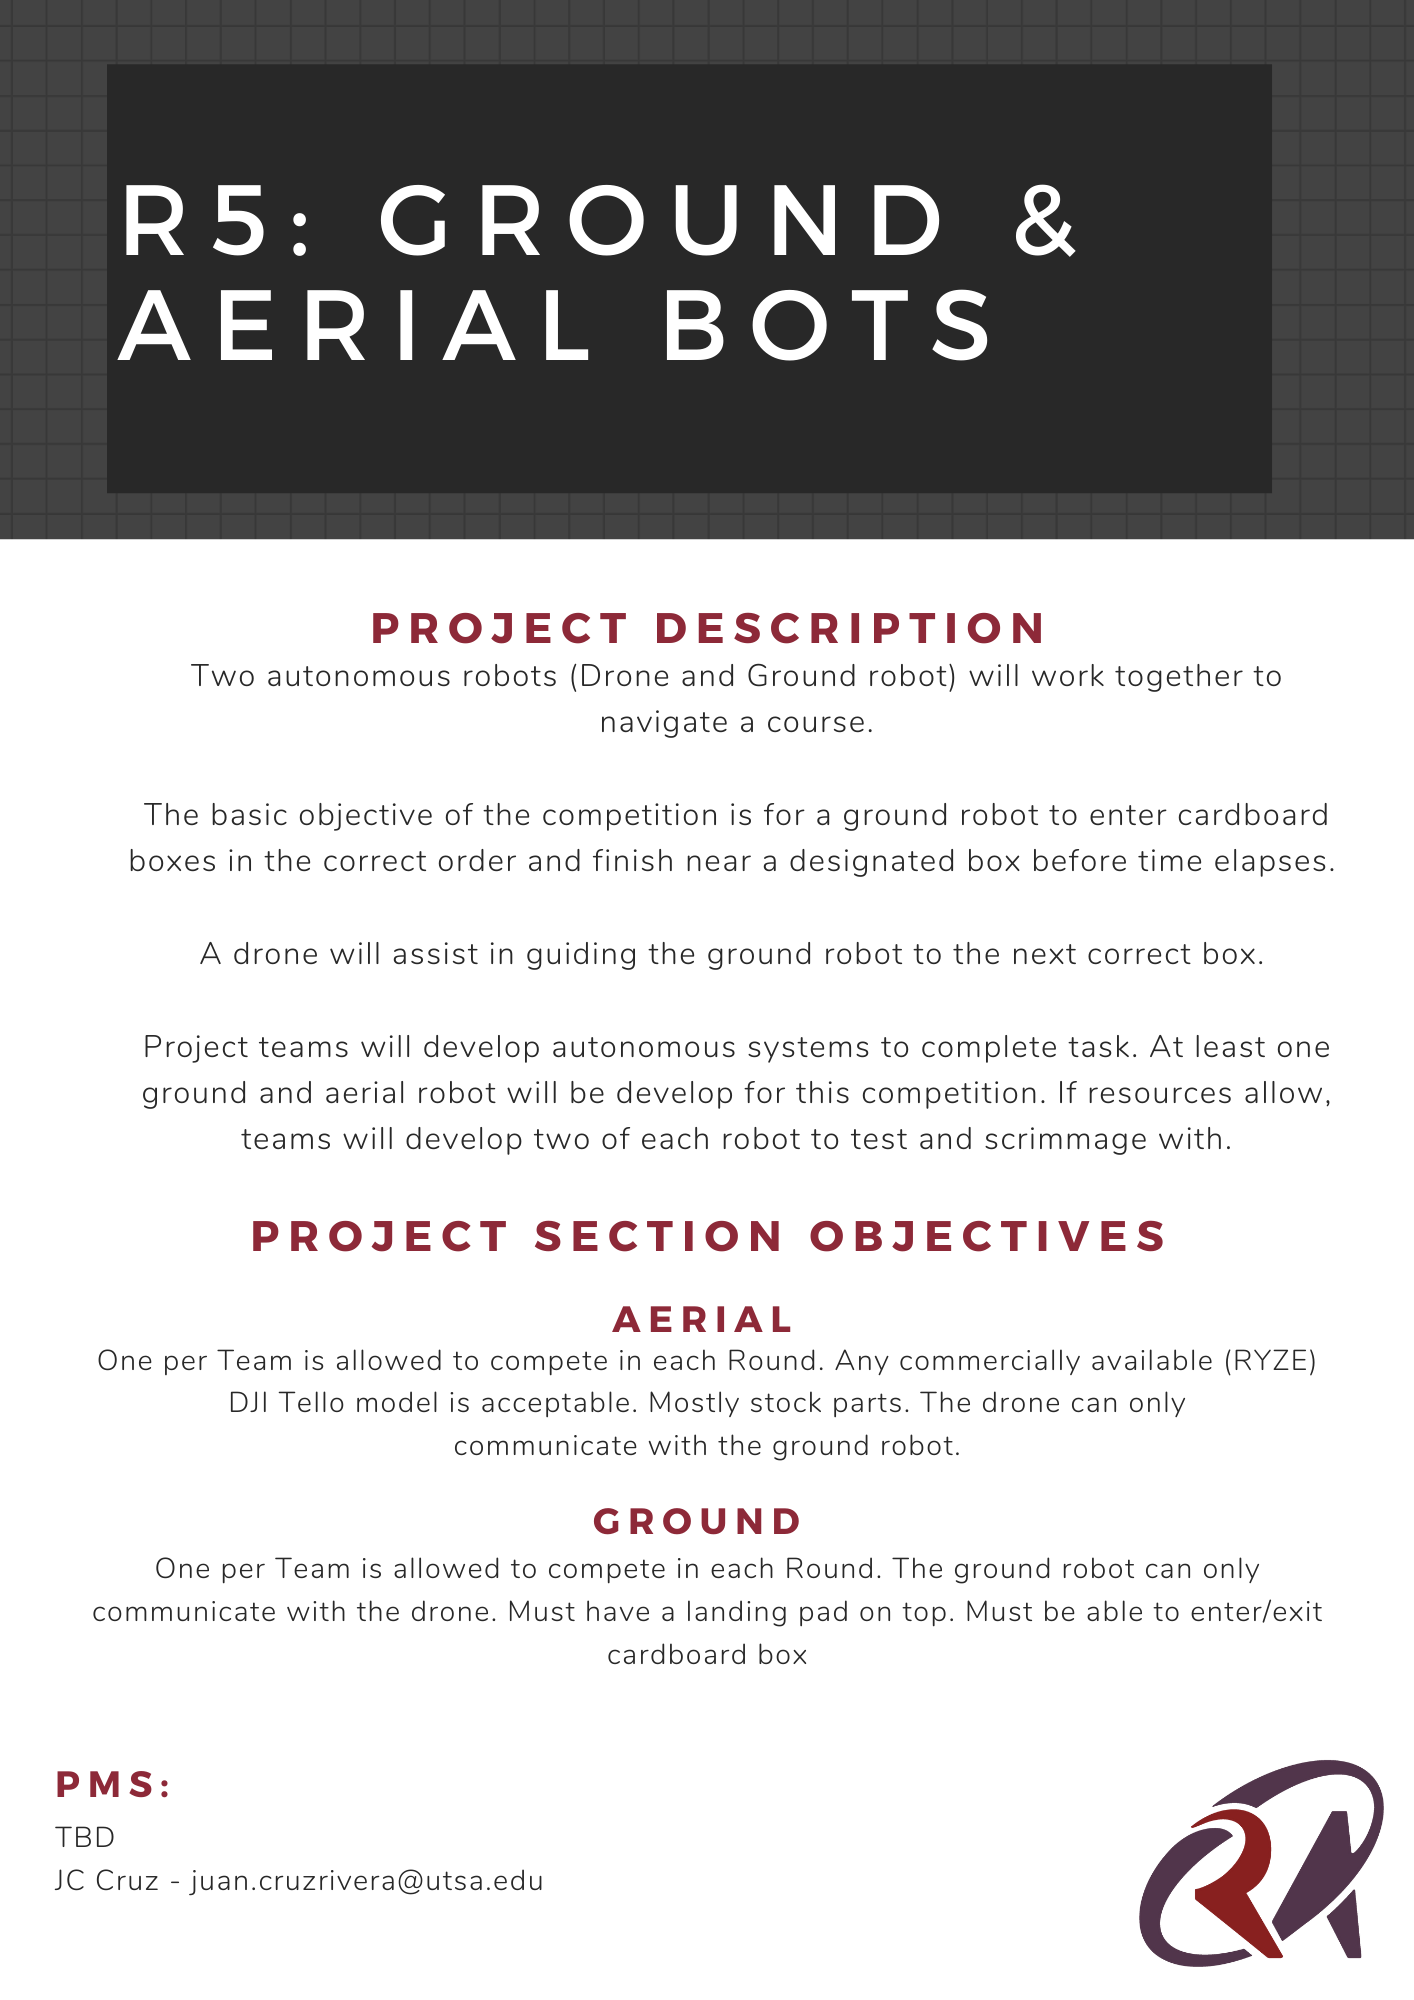 R5: GROUND &
AERIAL BOTS
PROJECT DESCRIPTION
Two autonomous robots (Drone and Ground robot) will work together to
navigate a course.
The basic objective of the competition is for a ground robot to enter cardboard
boxes in the correct order and finish near a designated box before time elapses.
A drone will assist in guiding the ground robot to the next correct box.
Project teams will develop autonomous systems to complete task. At least one
ground and aerial robot will be develop for this competition. If resources allow,
teams will develop two of each robot to test and scrimmage with.
PROJECT SECTION OBJECTIVES
AERIAL
One per Team is allowed to compete in each Round. Any commercially available (RYZE)
DJI Tello model is acceptable. Mostly stock parts. The drone can only
communicate with the ground robot.
GROUND
One per Team is allowed to compete in each Round. The ground robot can only
communicate with the drone. Must have a landing pad on top. Must be able to enter/exit
cardboard box
PMS:
TBD
JC Cruz - juan.cruzrivera@utsa.edu
RA